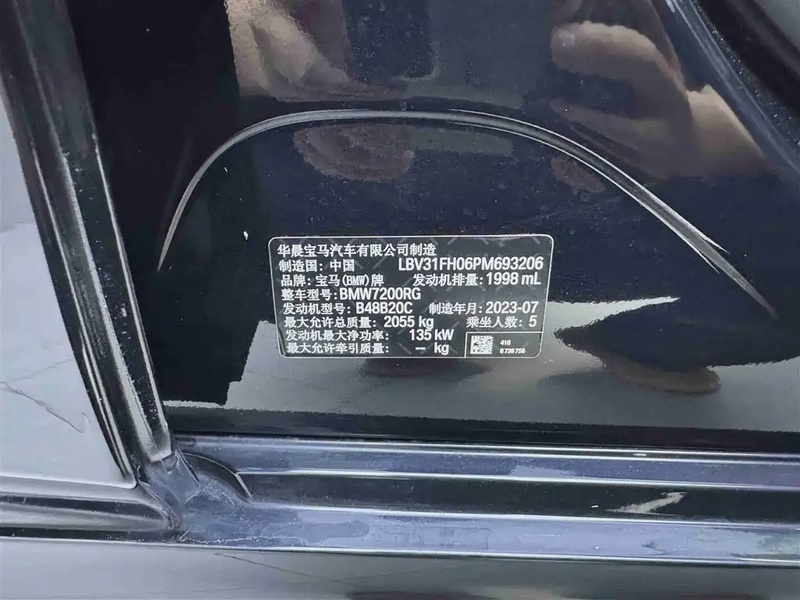 华晨宝马汽车有限公司制造
制造国：中国 LBV31FH06PM693206
品牌：宝马(BMW)牌 发动机排量：1998 mL
整车型号：BMW7200RG
发动机型号：B48B20C 制造年月：2023-07
最大允许总质量：2055 kg 乘坐人数：5
发动机最大净功率： 135 kW
最大允许牵引质量： — kg
416
8738756